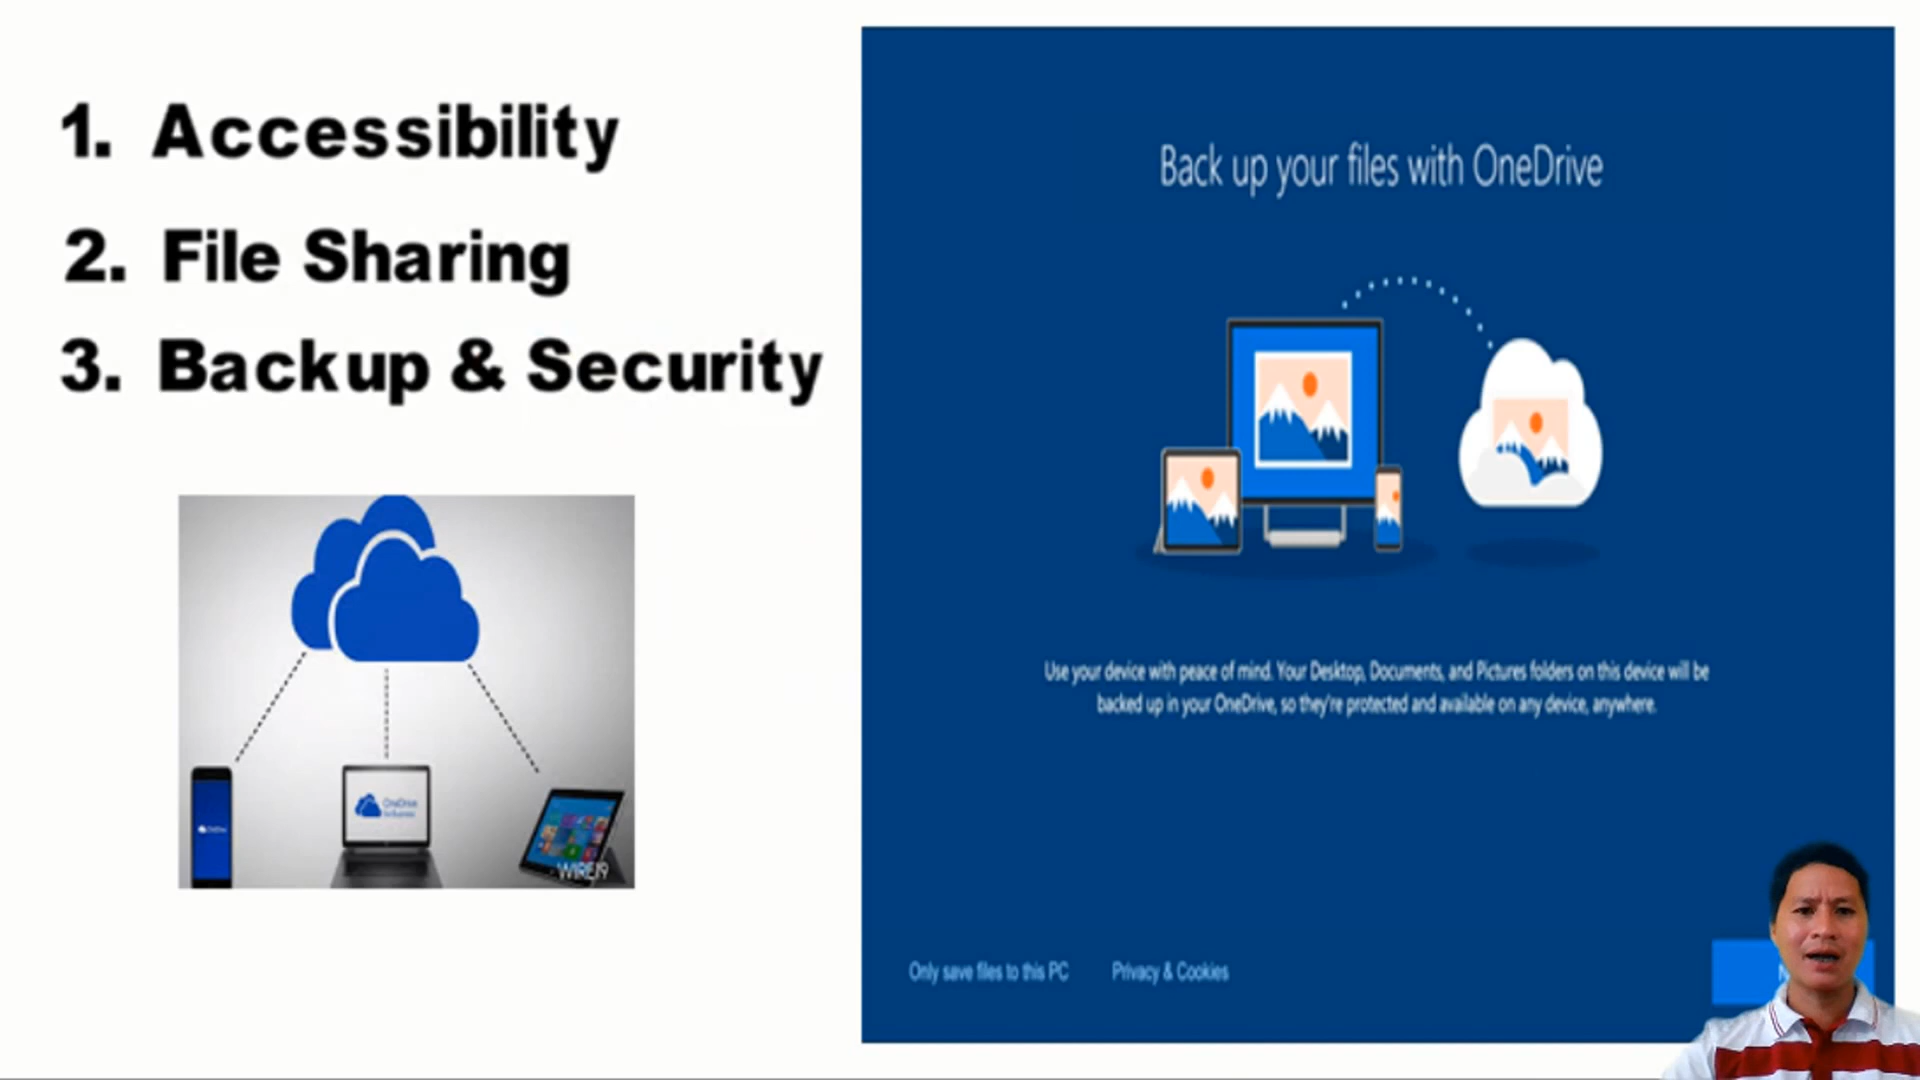 1. Accessibility
2. File Sharing
3. Backup & Security
OneDrive
WIRE19
Back up your files with OneDrive
Use your device with peace of mind. Your Desktop, Documents, and Pictures folders on this device will be
backed up in your OneDrive, so they're protected and available on any device, anywhere.
Only save files to this PC
Privacy & Cookies